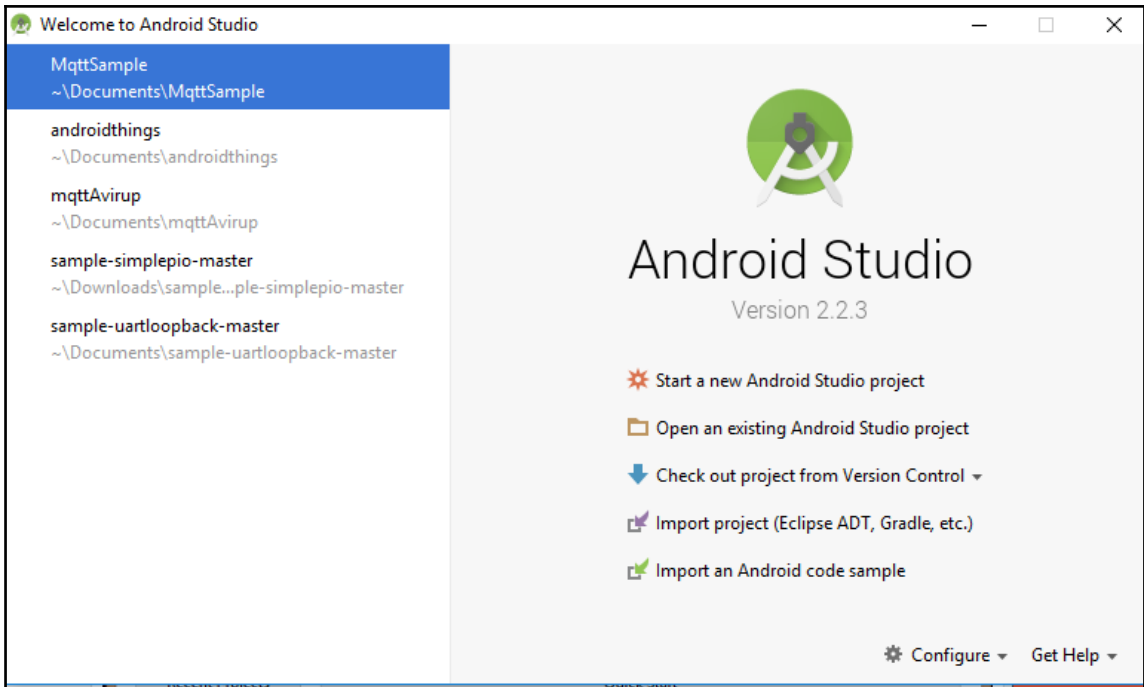 Welcome to Android Studio
MqttSample
~\Documents\MqttSample
androidthings
~\Documents\androidthings
mqttAvirup
~\Documents\mqttAvirup
sample-simplepio-master
~\Downloads\sample...ple-simplepio-master
sample-uartloopback-master
~\Documents\sample-uartloopback-master
Android Studio
Version 2.2.3
Start a new Android Studio project
Open an existing Android Studio project
Check out project from Version Control
Import project (Eclipse ADT, Gradle, etc.)
Import an Android code sample
Configure
Get Help